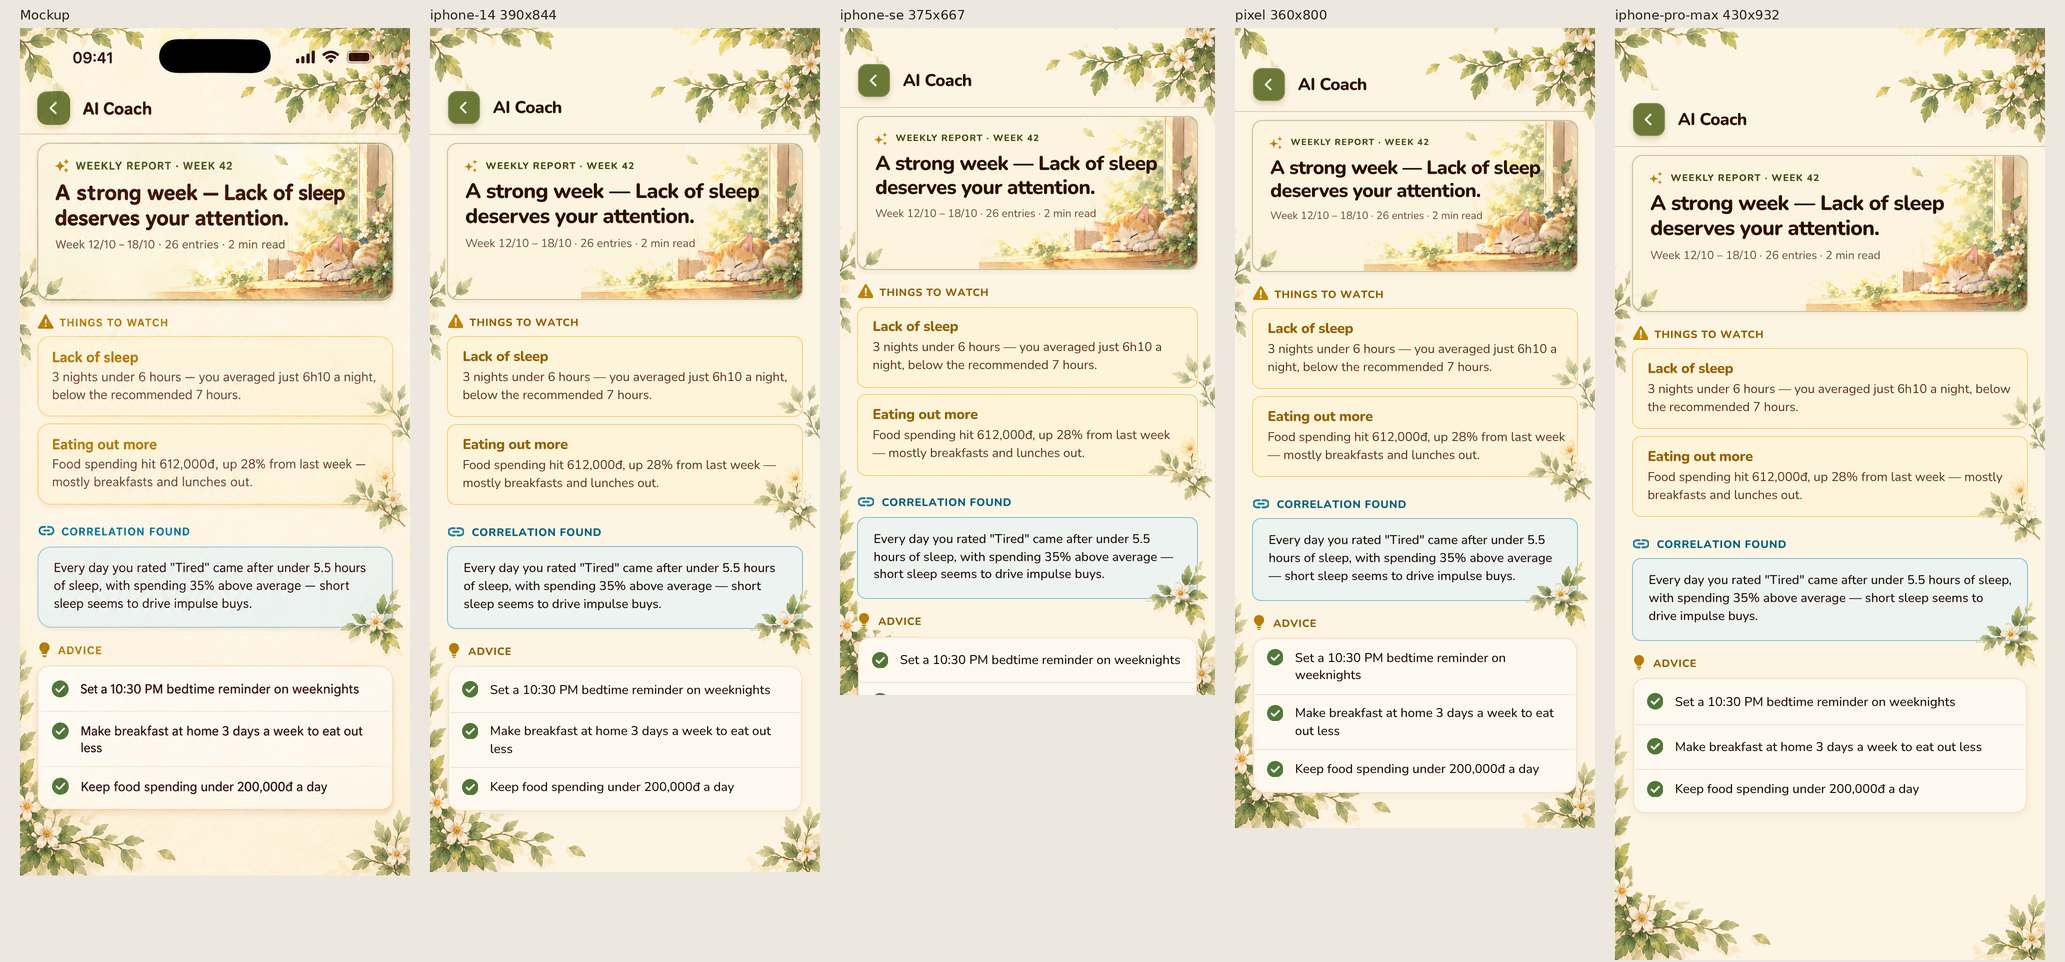 Mockup
09:41
AI Coach
WEEKLY REPORT · WEEK 42
A strong week — Lack of sleep
deserves your attention.
Week 12/10 – 18/10 · 26 entries · 2 min read
THINGS TO WATCH
Lack of sleep
3 nights under 6 hours — you averaged just 6h10 a night,
below the recommended 7 hours.
Eating out more
Food spending hit 612,000đ, up 28% from last week —
mostly breakfasts and lunches out.
CORRELATION FOUND
Every day you rated "Tired" came after under 5.5 hours
of sleep, with spending 35% above average — short
sleep seems to drive impulse buys.
ADVICE
Set a 10:30 PM bedtime reminder on weeknights
Make breakfast at home 3 days a week to eat out
less
Keep food spending under 200,000đ a day
iphone-14 390x844
AI Coach
WEEKLY REPORT · WEEK 42
A strong week — Lack of sleep
deserves your attention.
Week 12/10 – 18/10 · 26 entries · 2 min read
THINGS TO WATCH
Lack of sleep
3 nights under 6 hours — you averaged just 6h10 a night,
below the recommended 7 hours.
Eating out more
Food spending hit 612,000đ, up 28% from last week —
mostly breakfasts and lunches out.
CORRELATION FOUND
Every day you rated "Tired" came after under 5.5 hours
of sleep, with spending 35% above average — short
sleep seems to drive impulse buys.
ADVICE
Set a 10:30 PM bedtime reminder on weeknights
Make breakfast at home 3 days a week to eat out
less
Keep food spending under 200,000đ a day
iphone-se 375x667
AI Coach
WEEKLY REPORT · WEEK 42
A strong week — Lack of sleep
deserves your attention.
Week 12/10 – 18/10 · 26 entries · 2 min read
THINGS TO WATCH
Lack of sleep
3 nights under 6 hours — you averaged just 6h10 a
night, below the recommended 7 hours.
Eating out more
Food spending hit 612,000đ, up 28% from last week
— mostly breakfasts and lunches out.
CORRELATION FOUND
Every day you rated "Tired" came after under 5.5
hours of sleep, with spending 35% above average —
short sleep seems to drive impulse buys.
ADVICE
Set a 10:30 PM bedtime reminder on weeknights
pixel 360x800
AI Coach
WEEKLY REPORT · WEEK 42
A strong week — Lack of sleep
deserves your attention.
Week 12/10 – 18/10 · 26 entries · 2 min read
THINGS TO WATCH
Lack of sleep
3 nights under 6 hours — you averaged just 6h10 a
night, below the recommended 7 hours.
Eating out more
Food spending hit 612,000đ, up 28% from last week
— mostly breakfasts and lunches out.
CORRELATION FOUND
Every day you rated "Tired" came after under 5.5
hours of sleep, with spending 35% above average
— short sleep seems to drive impulse buys.
ADVICE
Set a 10:30 PM bedtime reminder on
weeknights
Make breakfast at home 3 days a week to eat
out less
Keep food spending under 200,000đ a day
iphone-pro-max 430x932
AI Coach
WEEKLY REPORT · WEEK 42
A strong week — Lack of sleep
deserves your attention.
Week 12/10 – 18/10 · 26 entries · 2 min read
THINGS TO WATCH
Lack of sleep
3 nights under 6 hours — you averaged just 6h10 a night, below
the recommended 7 hours.
Eating out more
Food spending hit 612,000đ, up 28% from last week — mostly
breakfasts and lunches out.
CORRELATION FOUND
Every day you rated "Tired" came after under 5.5 hours of sleep,
with spending 35% above average — short sleep seems to
drive impulse buys.
ADVICE
Set a 10:30 PM bedtime reminder on weeknights
Make breakfast at home 3 days a week to eat out less
Keep food spending under 200,000đ a day